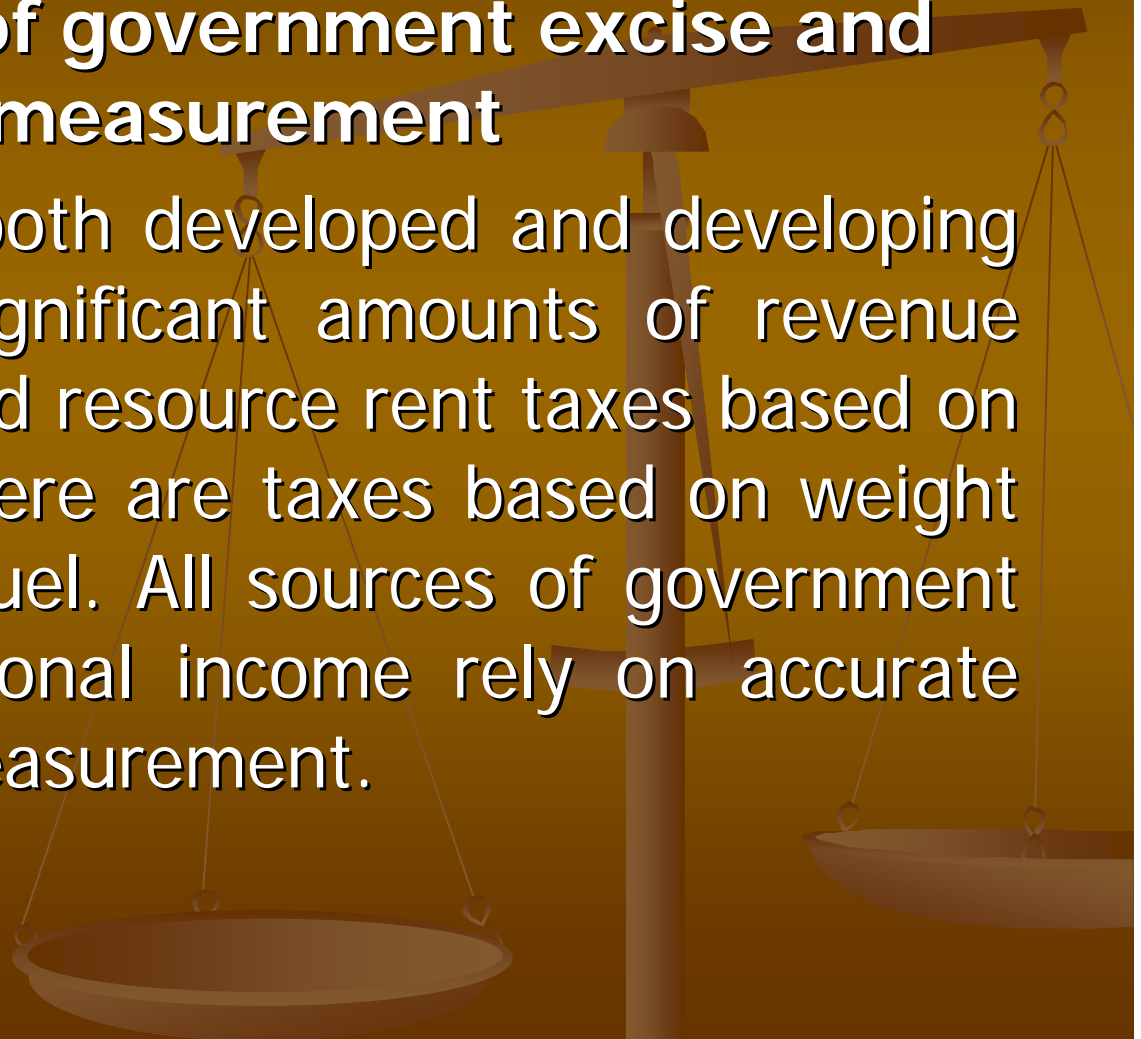 of government excise and
measurement
both developed and developing
gnificant amounts of revenue
d resource rent taxes based on
ere are taxes based on weight
uel. All sources of government
onal income rely on accurate
easurement.